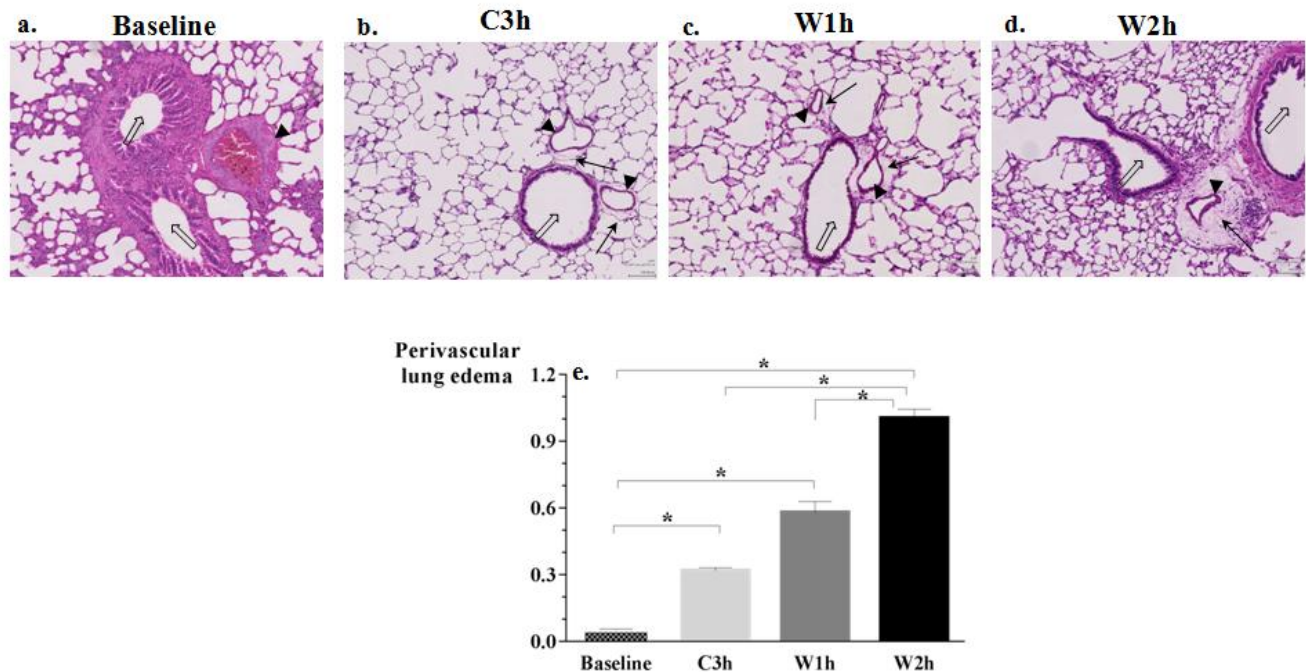 a. Baseline
b. C3h
c. W1h
d. W2h
Perivascular
lung edema
e.
1.2
0.9
0.6
0.3
0.0
*
*
*
*
*
Baseline C3h W1h W2h